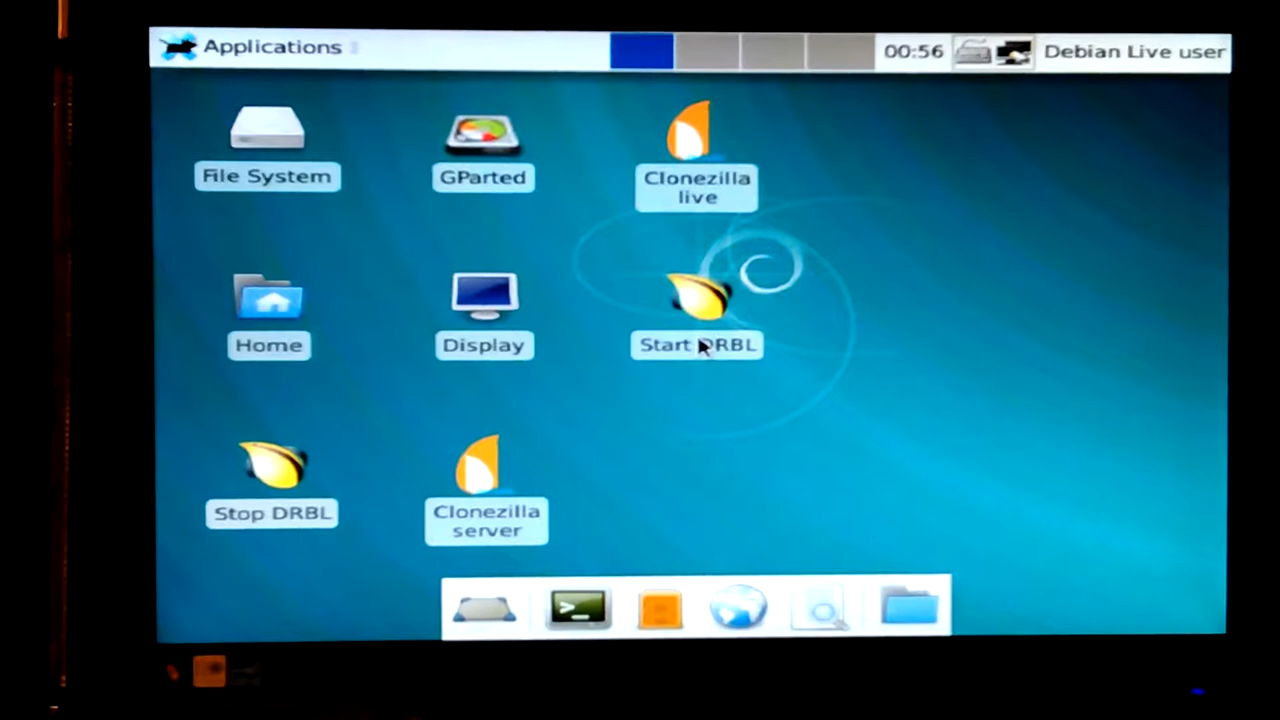 Applications
00:56
Debian Live user
File System
GParted
Clonezilla
live
Home
Display
Start DRBL
Stop DRBL
Clonezilla
server
>_